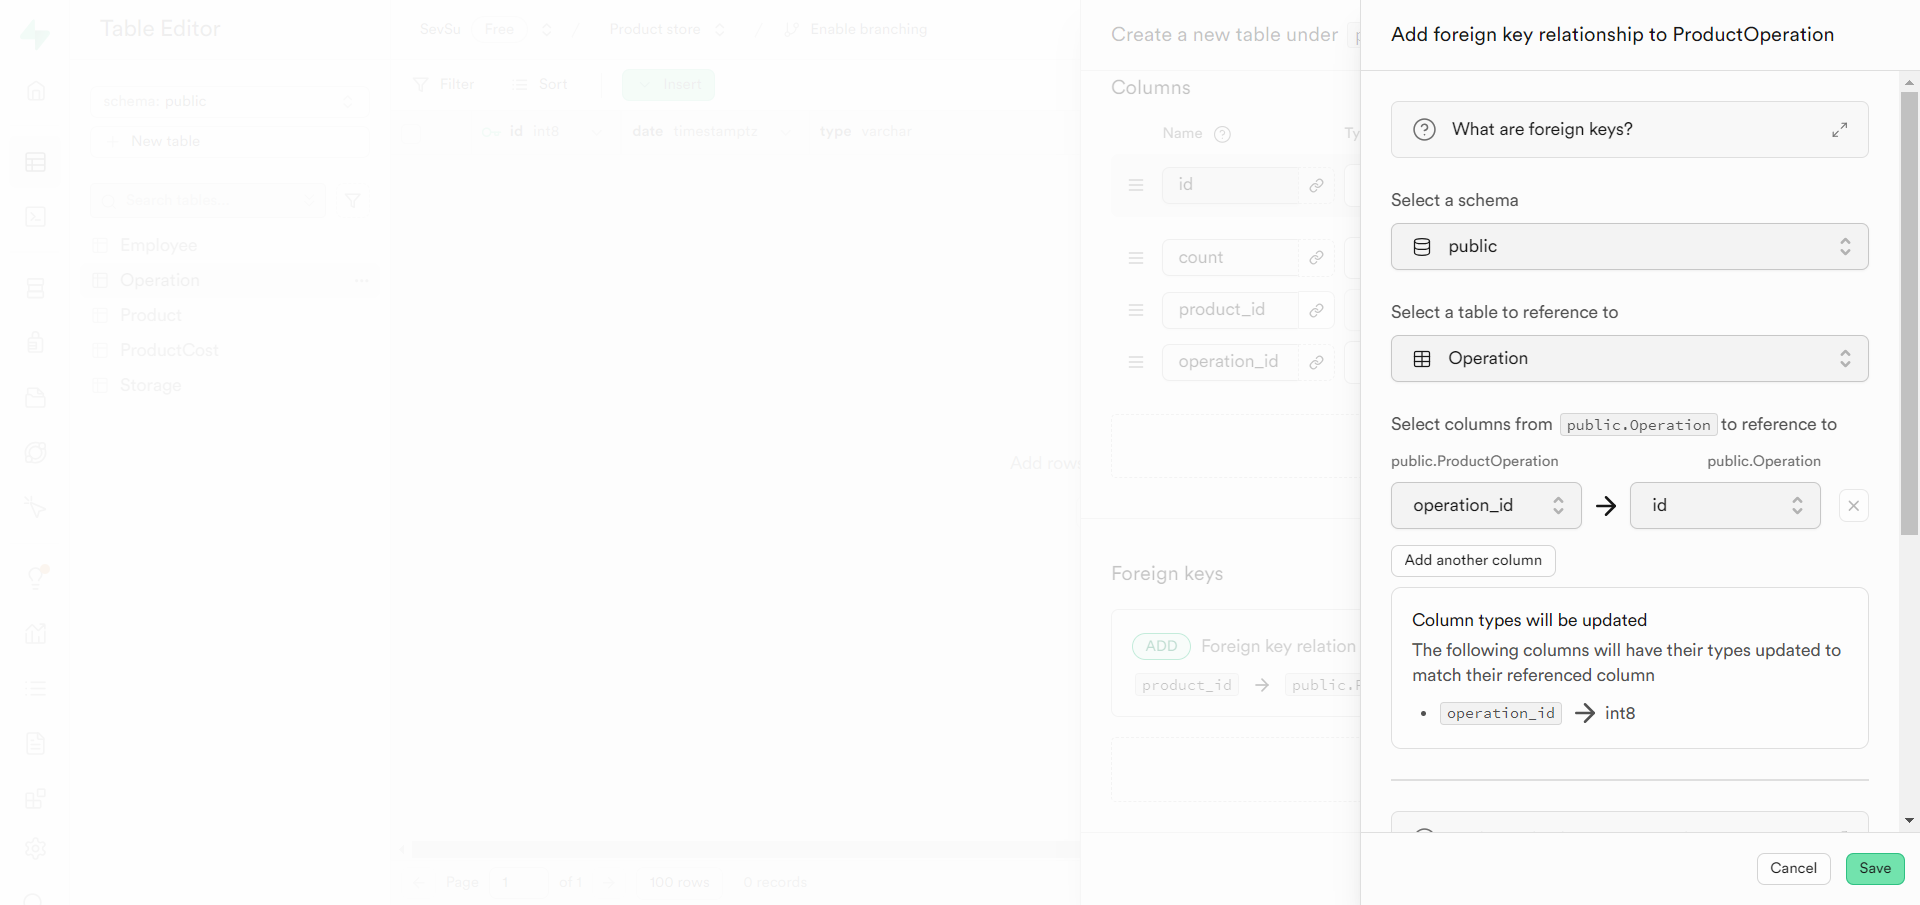 Table Editor
schema: public
New table
Search tables...
Employee
Operation
Product
ProductCost
Storage
SevSu Free / Product store / Enable branching
Filter Sort Insert
id int8 date timestamptz type varchar
Add rows
Page 1 of 1 100 rows 0 records
Create a new table under
Columns
Name Ty
id
count
product_id
operation_id
Foreign keys
ADD Foreign key relation
product_id → public.P
Add foreign key relationship to ProductOperation
What are foreign keys?
Select a schema
public
Select a table to reference to
Operation
Select columns from public.Operation to reference to
public.ProductOperation public.Operation
operation_id → id
Add another column
Column types will be updated
The following columns will have their types updated to
match their referenced column
• operation_id → int8
Cancel Save